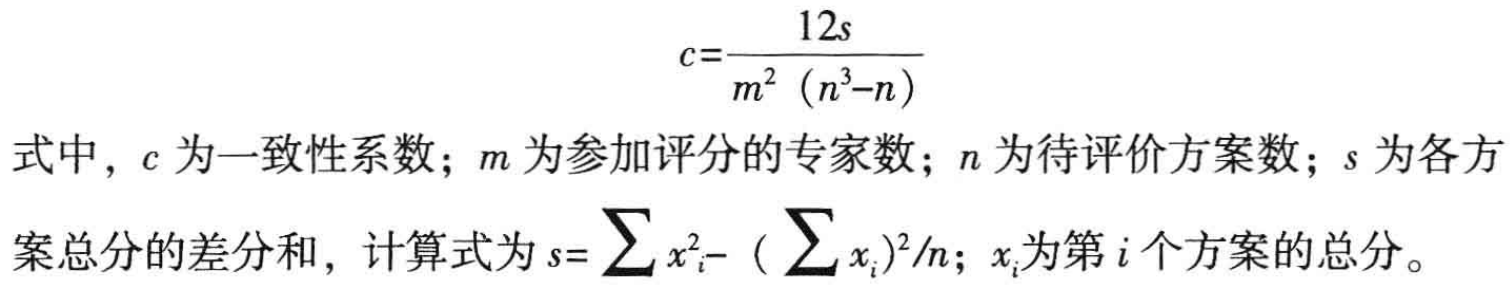 c=12s/m² (n³-n)
式中，c 为一致性系数；m 为参加评分的专家数；n 为待评价方案数；s 为各方
案总分的差分和，计算式为 s=∑x²ᵢ-（∑xᵢ)²/n；xᵢ为第 i 个方案的总分。